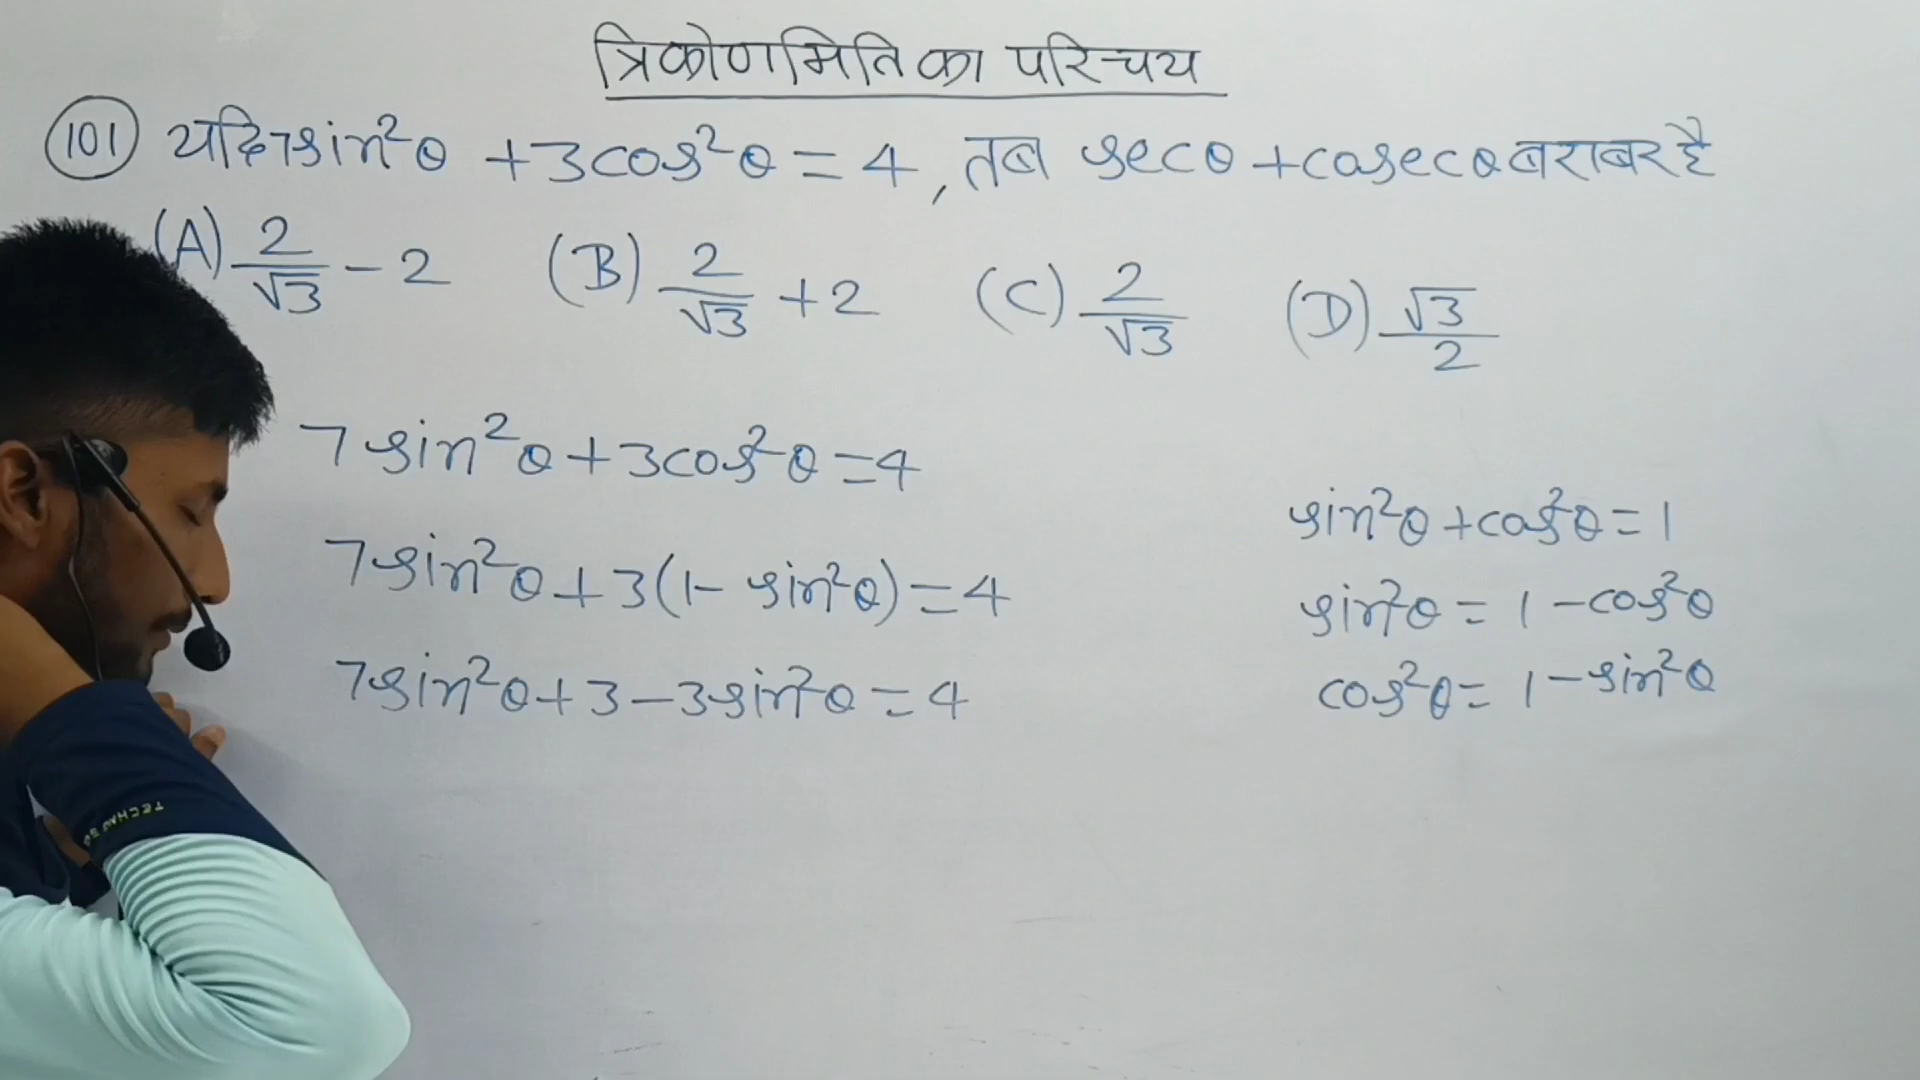 त्रिकोणमिति का परिचय
(101) यदि 7sin²θ + 3cos²θ = 4, तब secθ + cosecθ बराबर है
(A) 2/√3 - 2 (B) 2/√3 + 2 (C) 2/√3 (D) √3/2
7sin²θ + 3cos²θ = 4
7sin²θ + 3(1 - sin²θ) = 4
7sin²θ + 3 - 3sin²θ = 4
sin²θ + cos²θ = 1
sin²θ = 1 - cos²θ
cos²θ = 1 - sin²θ